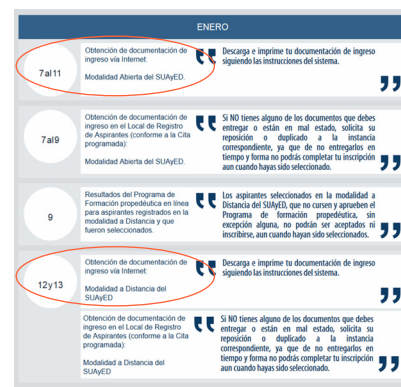 ENERO
7al11
Obtención de documentación de
ingreso vía Internet:
Modalidad Abierta del SUAyED.
Descarga e imprime tu documentación de ingreso
siguiendo las instrucciones del sistema.
7al9
Obtención de documentación de
ingreso en el Local de Registro
de Aspirantes (conforme a la Cita
programada):
Modalidad Abierta del SUAyED.
Si NO tienes alguno de los documentos que debes
entregar o están en mal estado, solicita su
reposición o duplicado a la instancia
correspondiente, ya que de no entregarlos en
tiempo y forma no podrás completar tu inscripción
aun cuando hayas sido seleccionado.
9
Resultados del Programa de
Formación propedéutica en línea
para aspirantes registrados en la
modalidad a Distancia y que
fueron seleccionados.
Los aspirantes seleccionados en la modalidad a
Distancia del SUAyED, que no cursen y aprueben el
Programa de formación propedéutica, sin
excepción alguna, no podrán ser aceptados ni
inscribirse, aun cuando hayan sido seleccionados.
12y13
Obtención de documentación de
ingreso vía Internet:
Modalidad a Distancia del
SUAyED
Descarga e imprime tu documentación de ingreso
siguiendo las instrucciones del sistema.
Obtención de documentación de
ingreso en el Local de Registro
de Aspirantes (conforme a la Cita
programada):
Modalidad a Distancia del
SUAyED
Si NO tienes alguno de los documentos que debes
entregar o están en mal estado, solicita su
reposición o duplicado a la instancia
correspondiente, ya que de no entregarlos en
tiempo y forma no podrás completar tu inscripción
aun cuando hayas sido seleccionado.